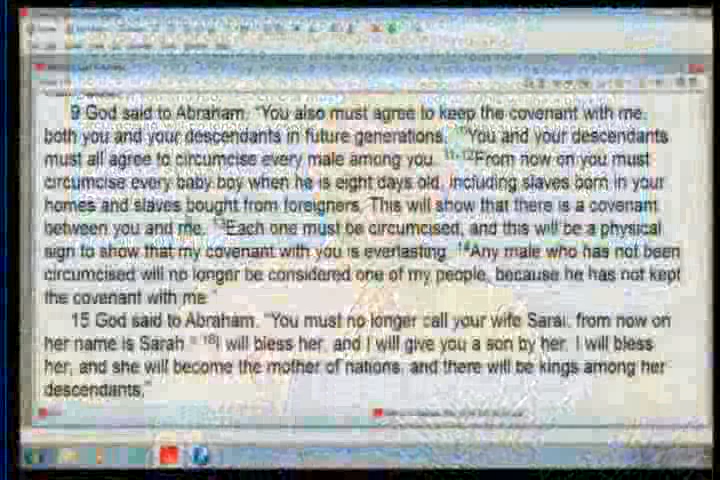 9 God said to Abraham, "You also must agree to keep the covenant with me,
both you and your descendants in future generations. 10You and your descendants
must all agree to circumcise every male among you. 11-12From now on you must
circumcise every baby boy when he is eight days old, including slaves born in your
homes and slaves bought from foreigners. This will show that there is a covenant
between you and me. 13Each one must be circumcised, and this will be a physical
sign to show that my covenant with you is everlasting. 14Any male who has not been
circumcised will no longer be considered one of my people, because he has not kept
the covenant with me."
15 God said to Abraham, "You must no longer call your wife Sarai; from now on
her name is Sarah. 16I will bless her, and I will give you a son by her. I will bless
her, and she will become the mother of nations, and there will be kings among her
descendants."